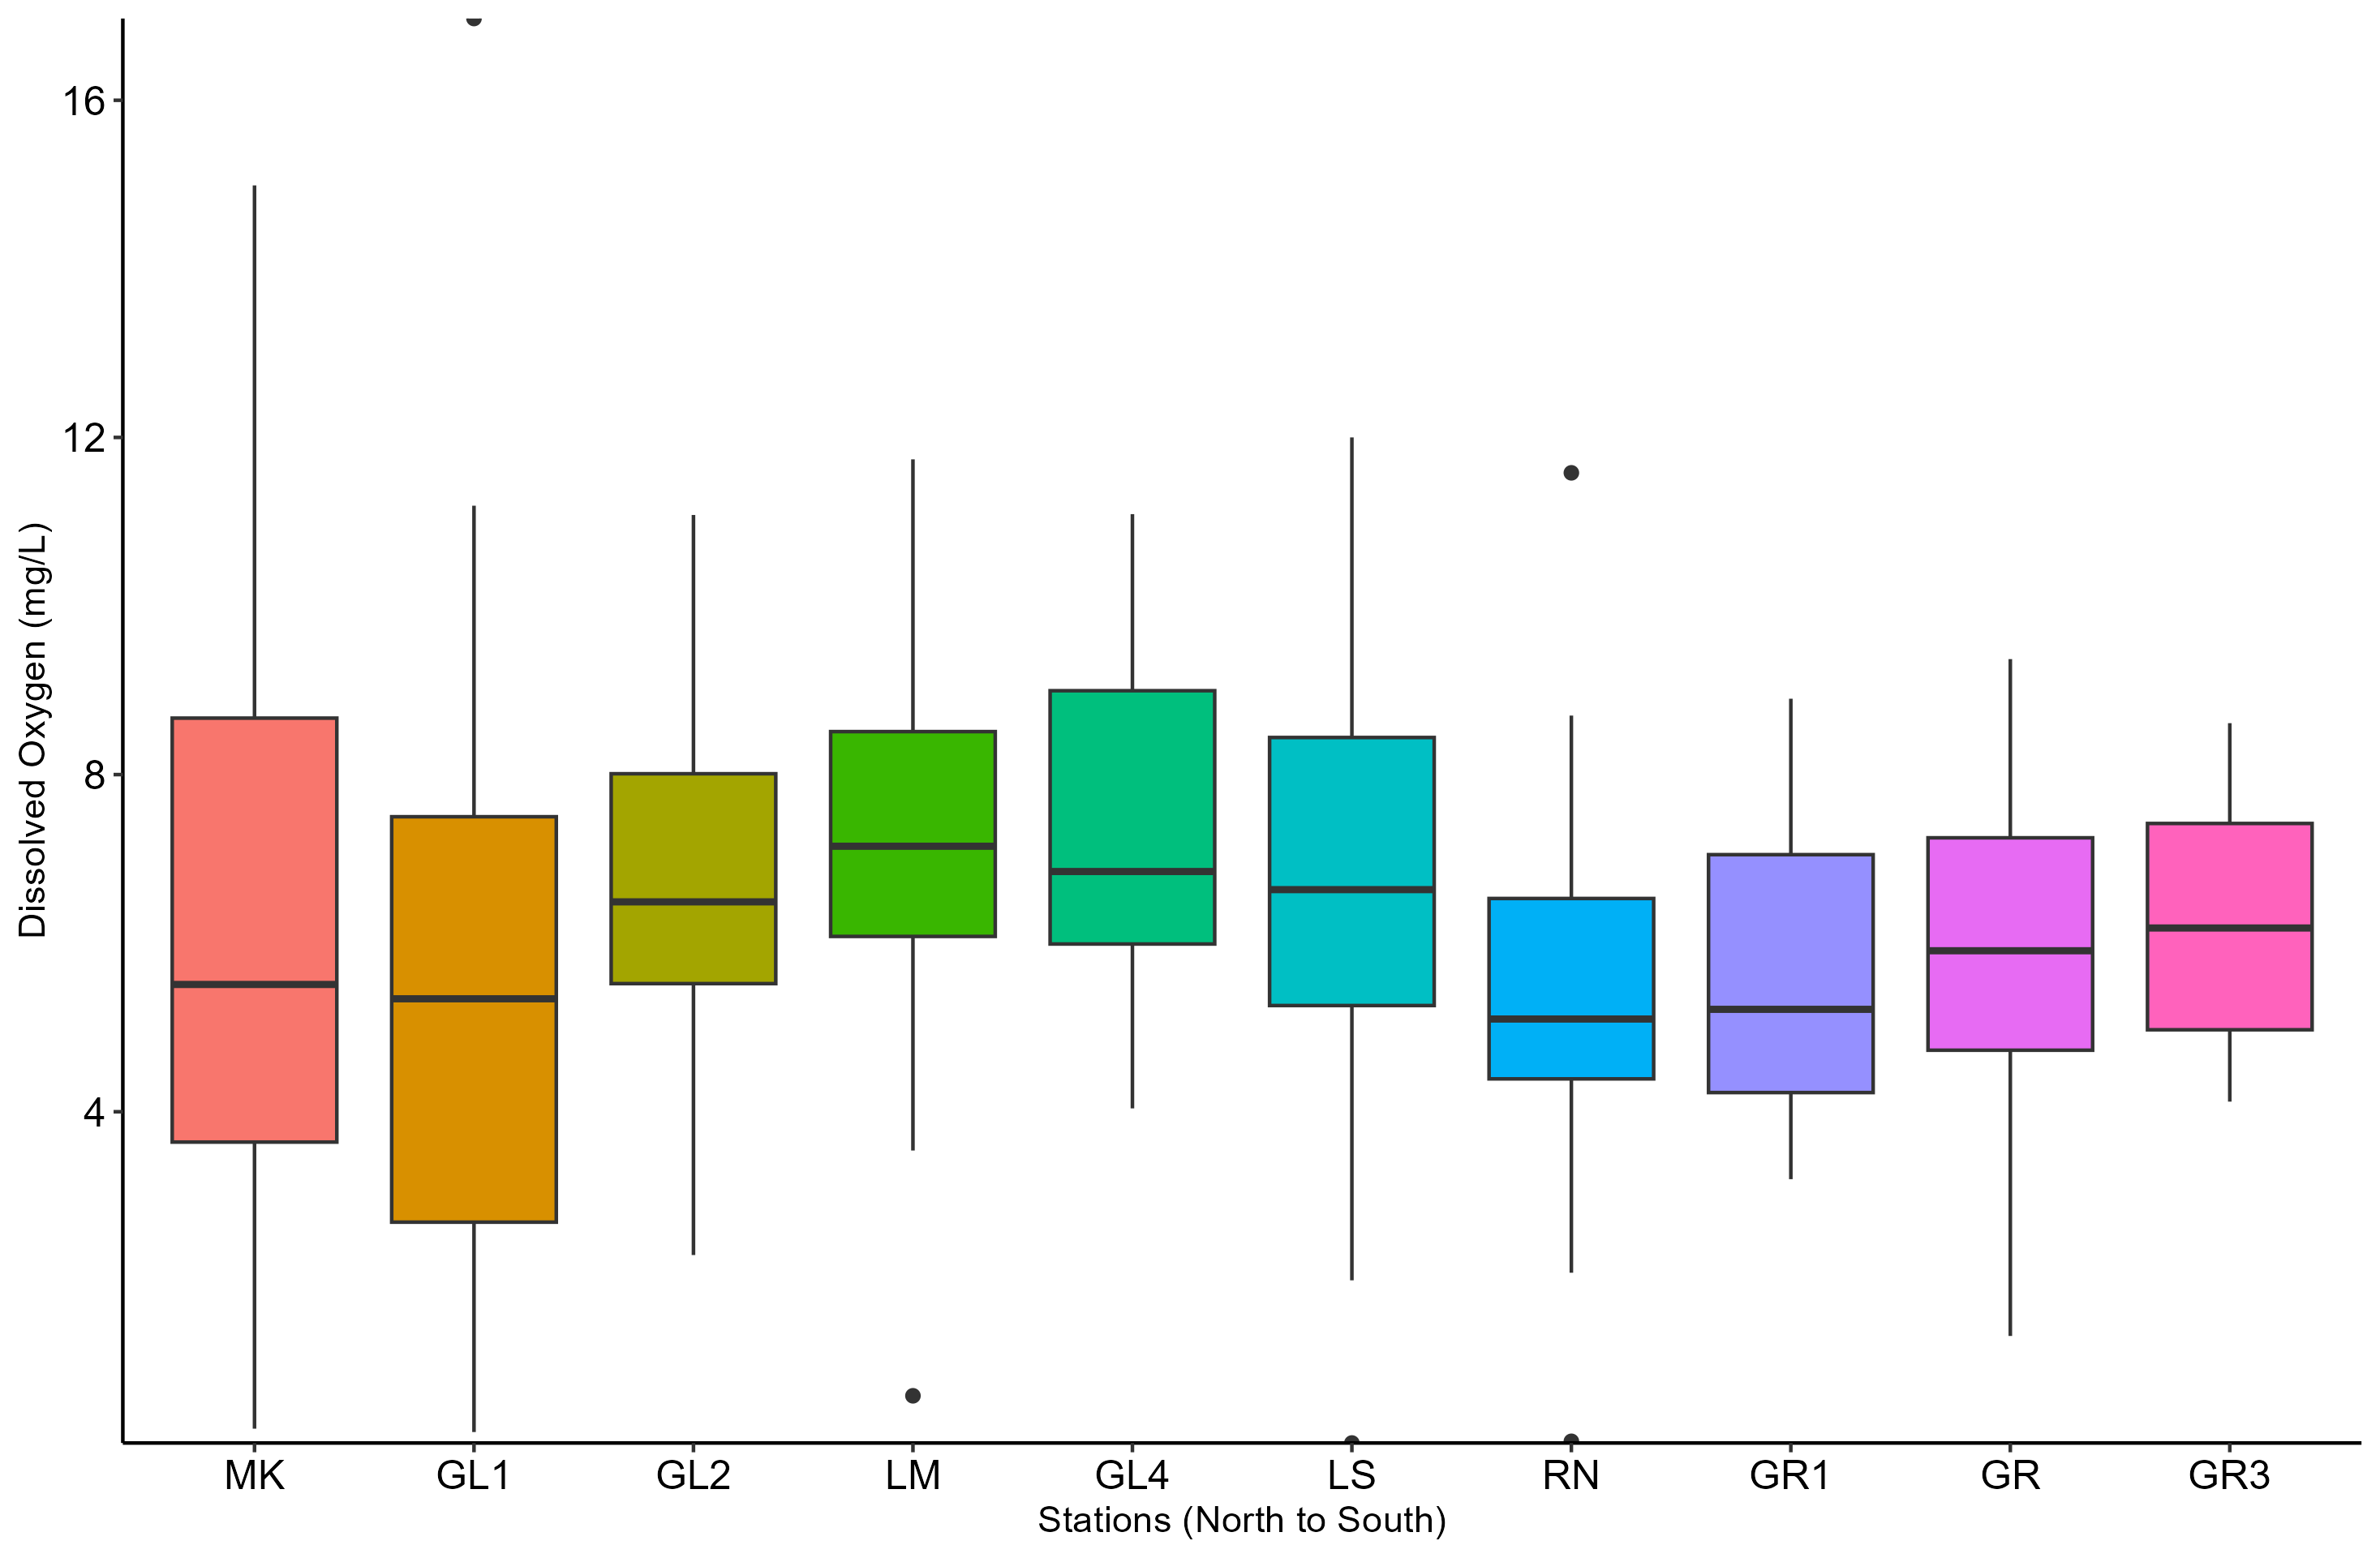 16
12
8
4
Dissolved Oxygen (mg/L)
MK GL1 GL2 LM GL4 LS RN GR1 GR GR3
Stations (North to South)